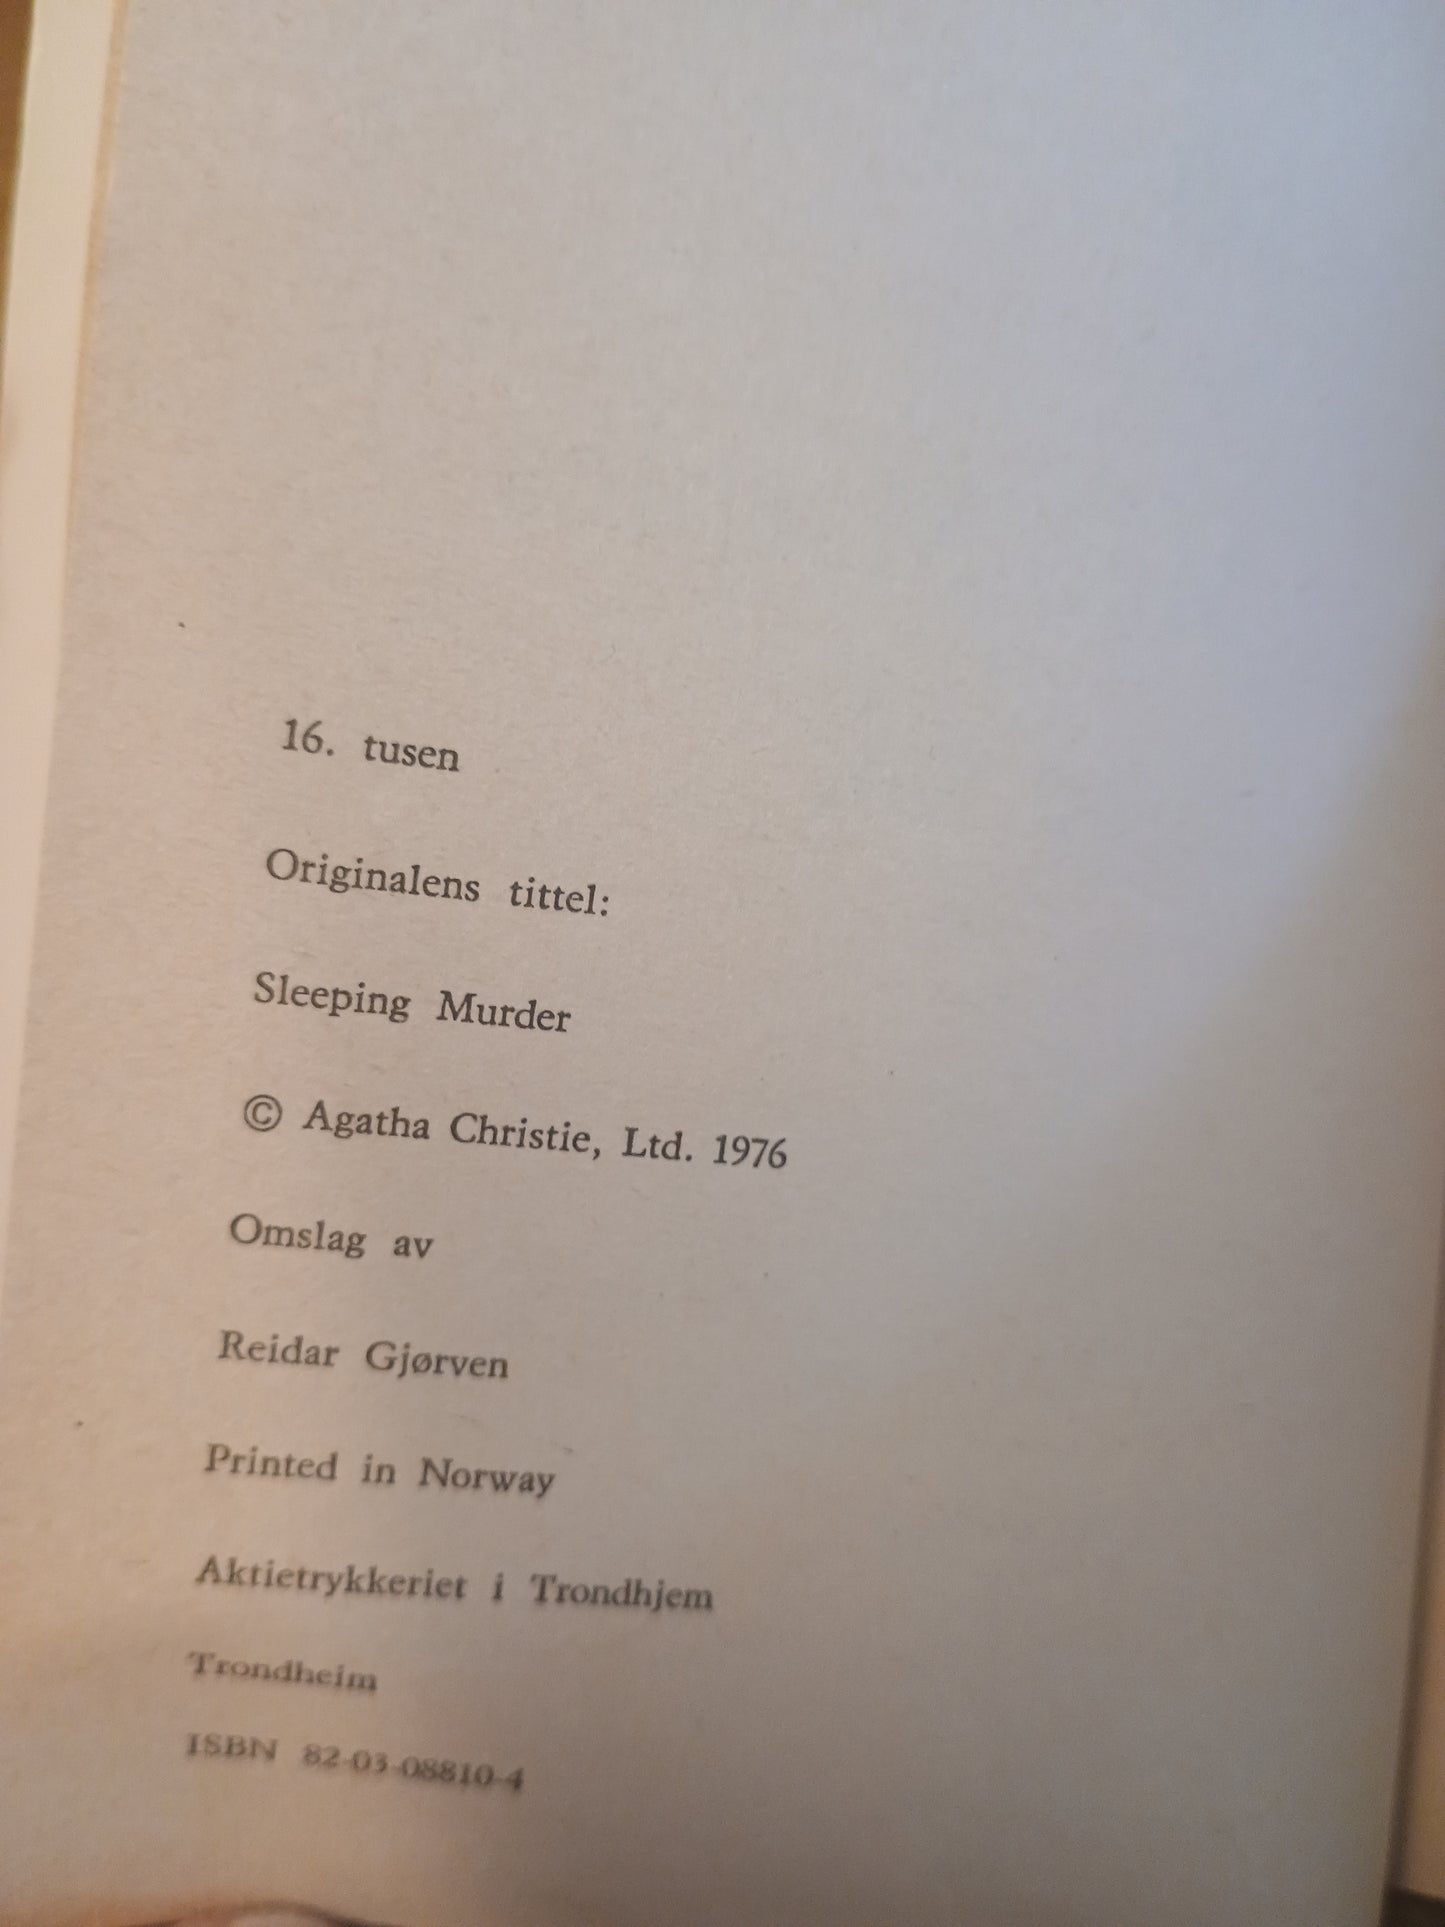 16. tusen
Originalens tittel:
Sleeping Murder
© Agatha Christie, Ltd. 1976
Omslag av
Reidar Gjørven
Printed in Norway
Aktietrykkeriet i Trondhjem
Trondheim
ISBN 82-03-08810-4